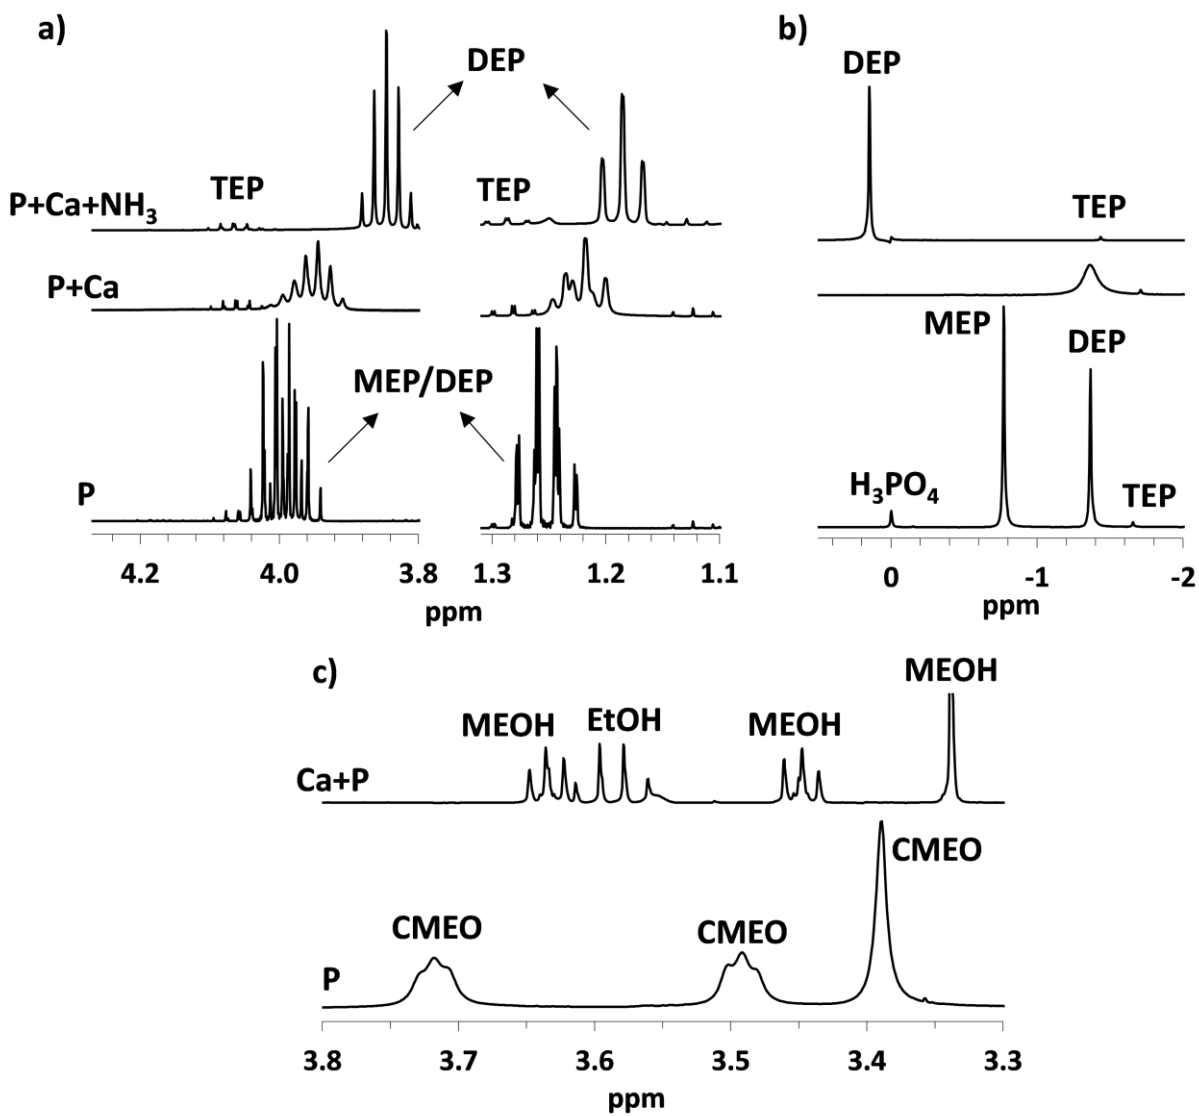 a)
DEP
TEP
TEP
P+Ca+NH₃
P+Ca
MEP/DEP
P
4.2 4.0 3.8 1.3 1.2 1.1
ppm
b)
DEP
TEP
MEP
DEP
H₃PO₄
TEP
0 -1 -2
ppm
c)
MEOH
MEOH EtOH MEOH
Ca+P
CMEO
CMEO CMEO
P
3.8 3.7 3.6 3.5 3.4 3.3
ppm